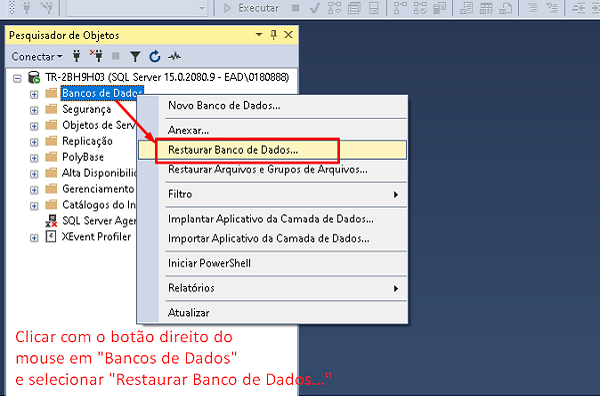 Executar
Pesquisador de Objetos
Conectar
TR-2BH9H03 (SQL Server 15.0.2080.9 - EAD\0180888)
Bancos de Dados
Segurança
Objetos de Serv
Replicação
PolyBase
Alta Disponibilid
Gerenciamento
Catálogos do In
SQL Server Agen
XEvent Profiler
Novo Banco de Dados...
Anexar...
Restaurar Banco de Dados...
Restaurar Arquivos e Grupos de Arquivos...
Filtro
Implantar Aplicativo da Camada de Dados...
Importar Aplicativo da Camada de Dados...
Iniciar PowerShell
Relatórios
Atualizar
Clicar com o botão direito do
mouse em "Bancos de Dados"
e selecionar "Restaurar Banco de Dados..."